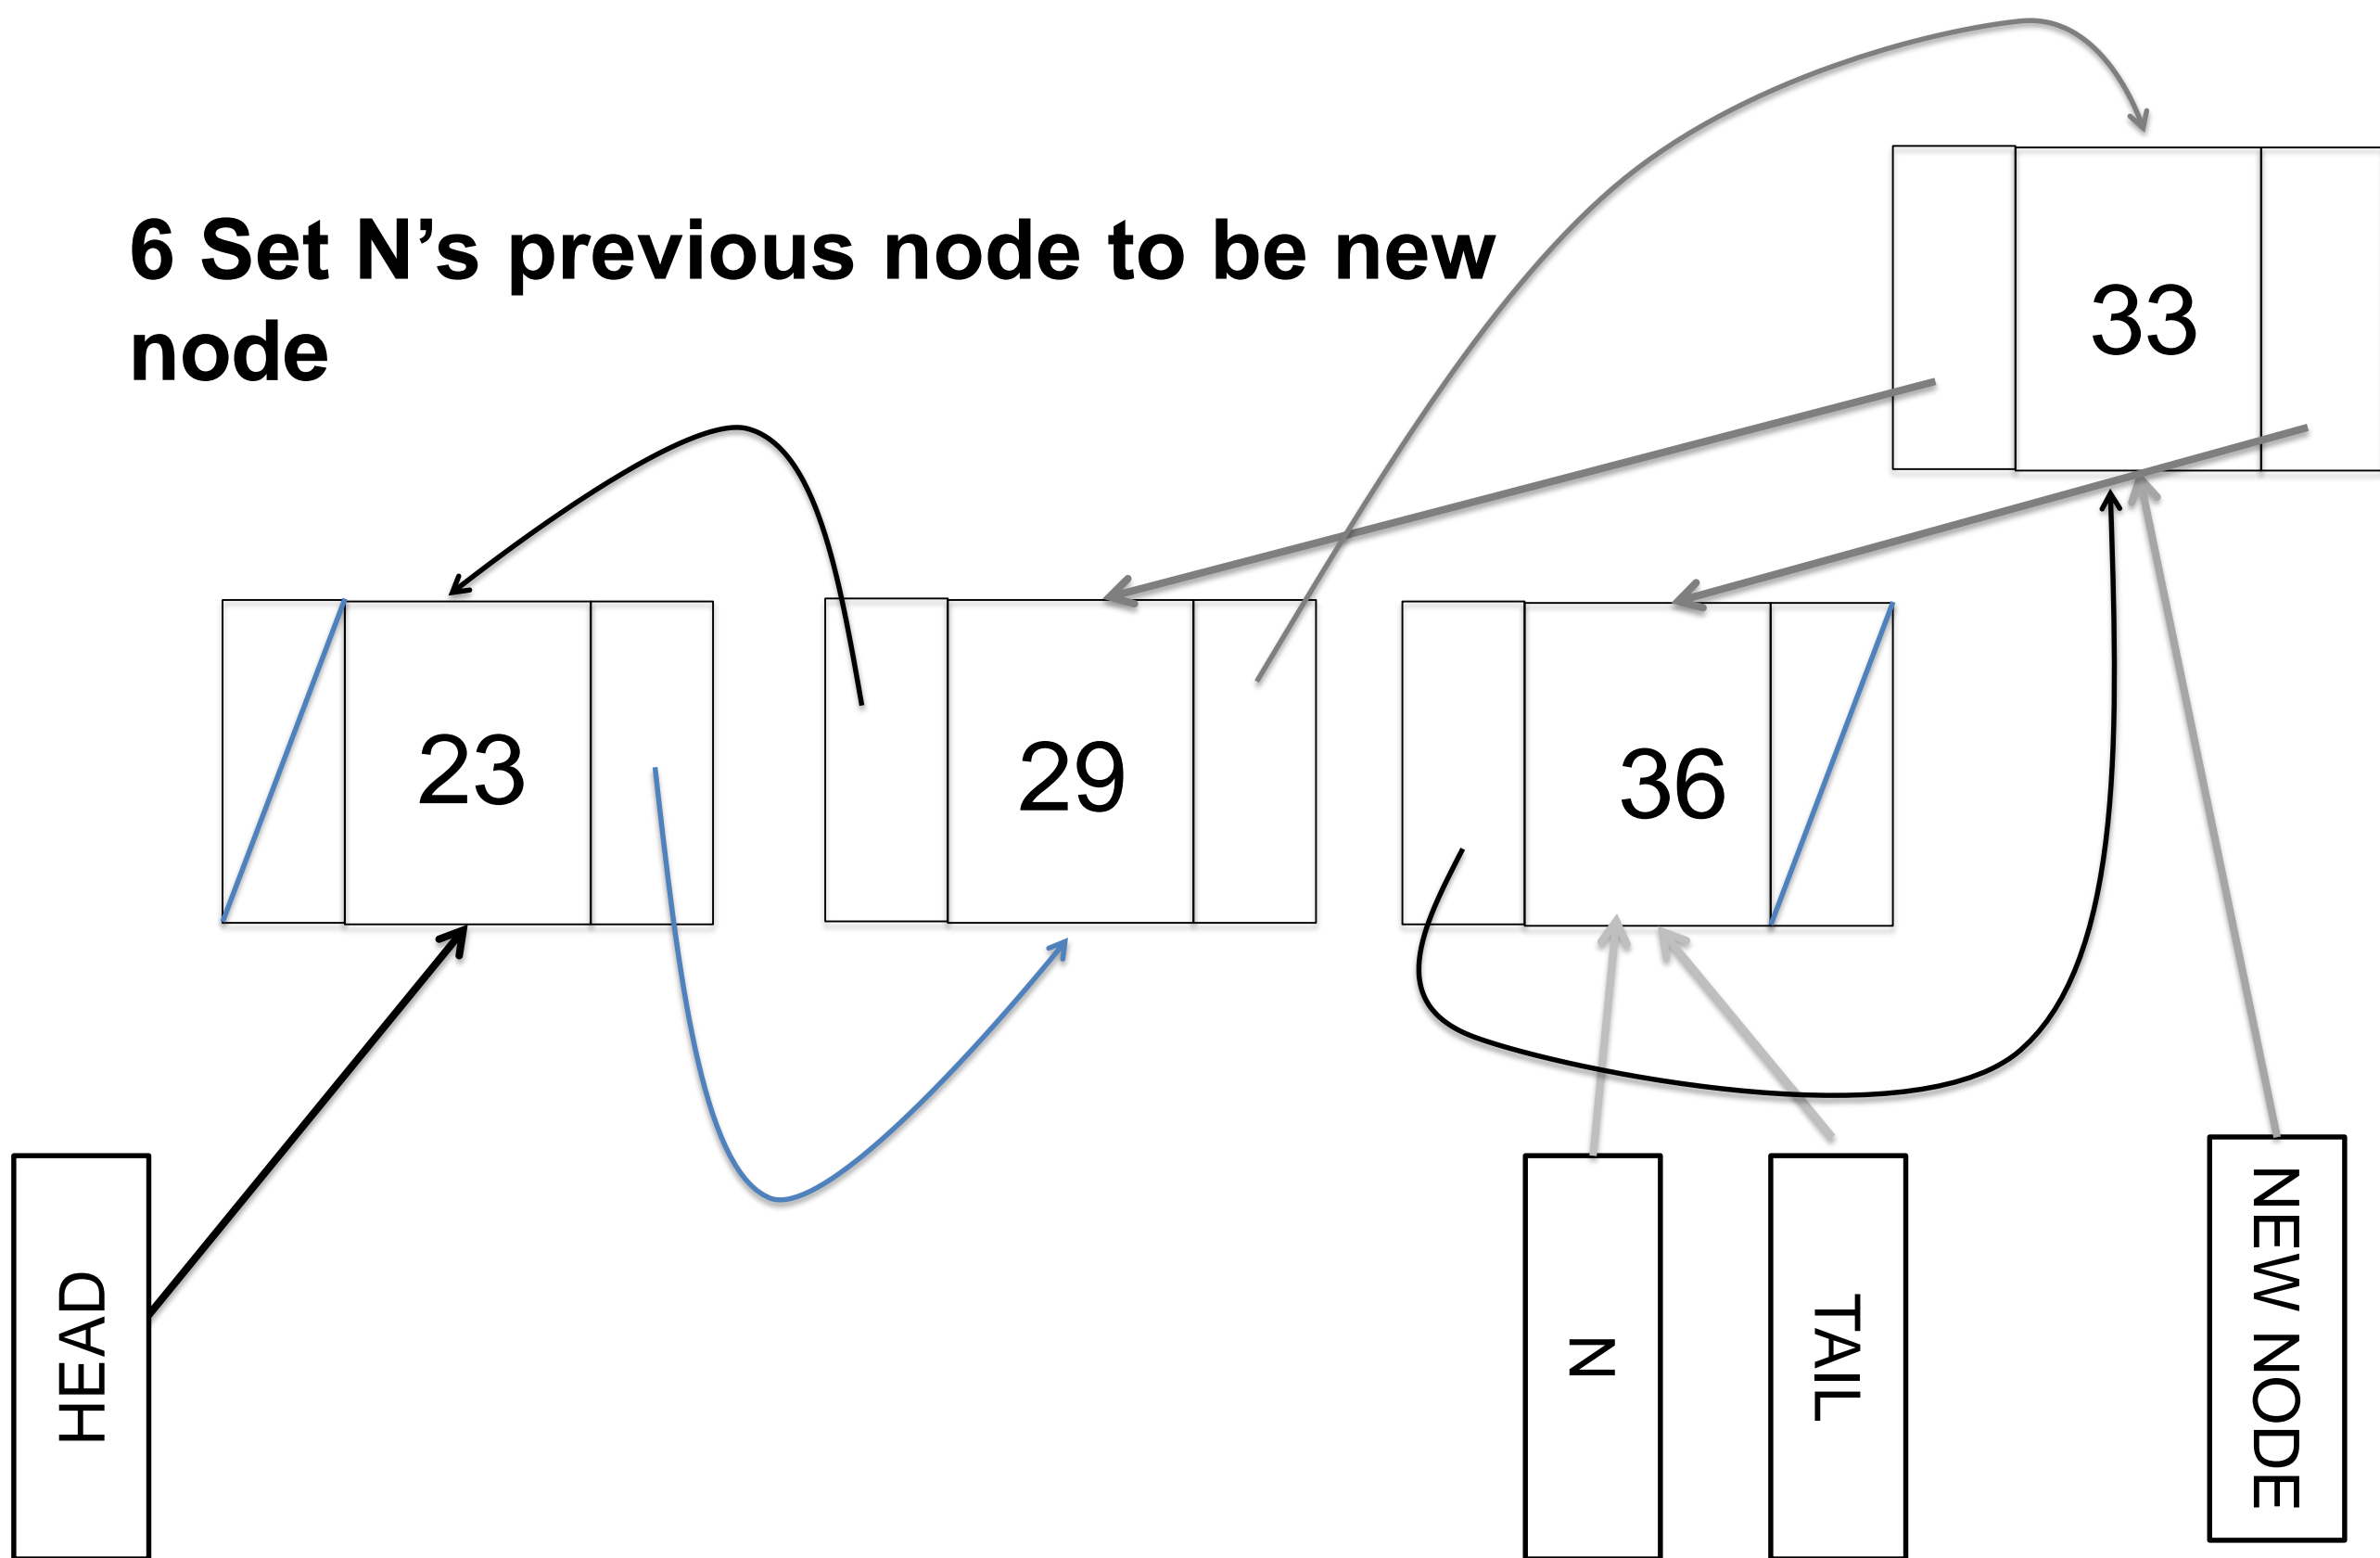 6 Set N’s previous node to be new
node
33
23
29
36
HEAD
N
TAIL
NEW NODE